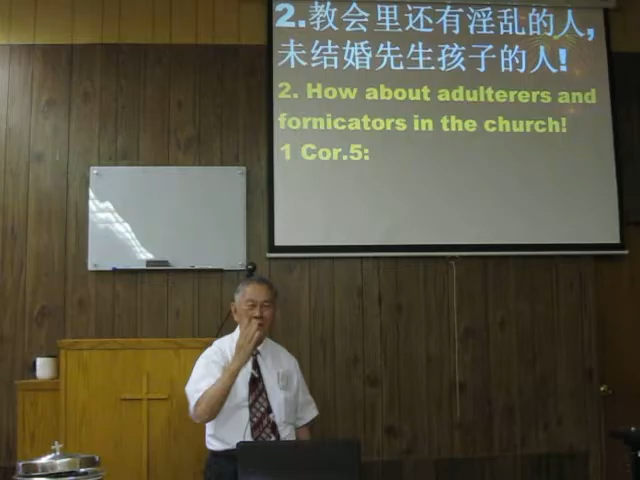 2.教会里还有淫乱的人,
未结婚先生孩子的人!
2. How about adulterers and
fornicators in the church!
1 Cor.5: